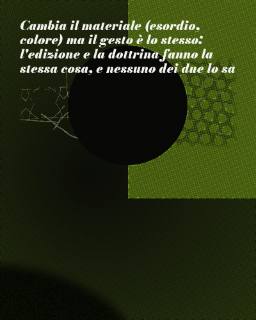 Cambia il materiale (esordio,
colore) ma il gesto è lo stesso:
l'edizione e la dottrina fanno la
stessa cosa, e nessuno dei due lo sa